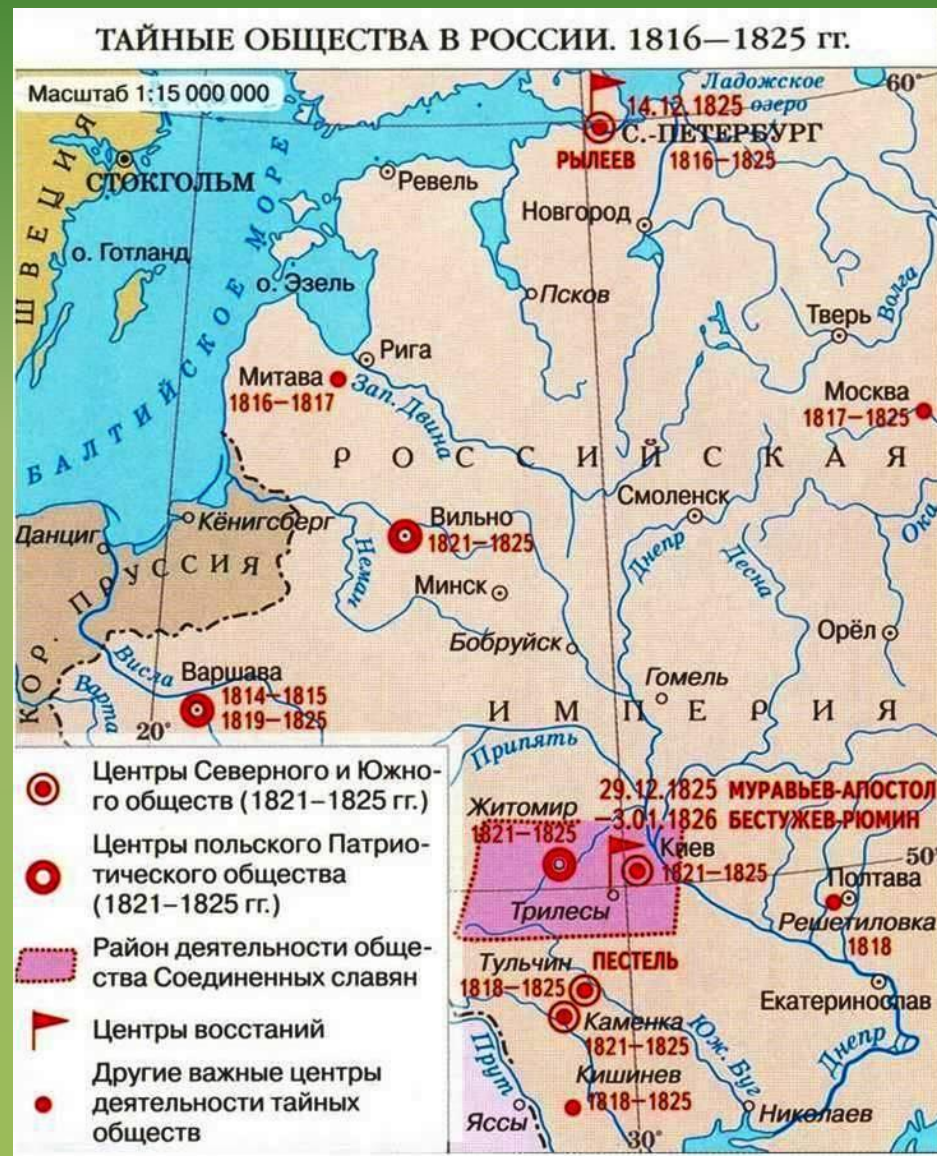 ТАЙНЫЕ ОБЩЕСТВА В РОССИИ. 1816—1825 гг.
Масштаб 1:15 000 000
Ладожское
озеро
60°
14.12.1825
С.-ПЕТЕРБУРГ
РЫЛЕЕВ
1816–1825
ШВЕЦИЯ
СТОКГОЛЬМ
Ревель
Новгород
о. Готланд
БАЛТИЙСКОЕ МОРЕ
о. Эзель
Псков
Волга
Тверь
Рига
Митава
1816–1817
Зап. Двина
Москва
1817–1825
РОССИЙСКАЯ
Смоленск
Данциг
Кёнигсберг
Вильно
1821–1825
Ока
Неман
Днепр
Десна
КОР. ПРУССИЯ
Минск
Бобруйск
Орёл
Висла
Варта
Варшава
1814–1815
1819–1825
Гомель
20°
ИМПЕРИЯ
Припять
Житомир
1821–1825
29.12.1825
–3.01.1826
МУРАВЬЕВ-АПОСТОЛ
БЕСТУЖЕВ-РЮМИН
Киев
1821–1825
50°
Полтава
Трилесы
Решетиловка
1818
Тульчин
1818–1825
ПЕСТЕЛЬ
Екатеринослав
Каменка
1821–1825
Юж. Буг
Днепр
Прут
Кишинев
1818–1825
Яссы
Николаев
30°
Центры Северного и Южно-
го обществ (1821–1825 гг.)
Центры польского Патрио-
тического общества
(1821–1825 гг.)
Район деятельности обще-
ства Соединенных славян
Центры восстаний
Другие важные центры
деятельности тайных
обществ